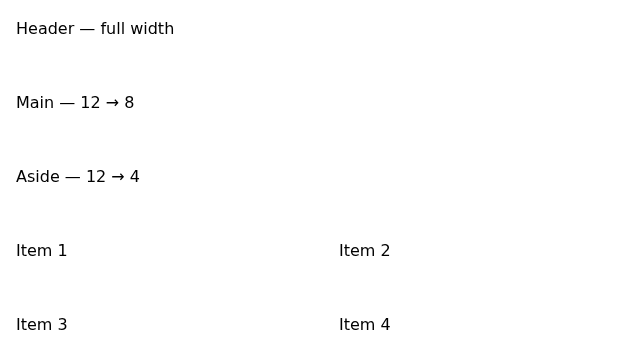 Header — full width
Main — 12 → 8
Aside — 12 → 4
Item 1
Item 2
Item 3
Item 4